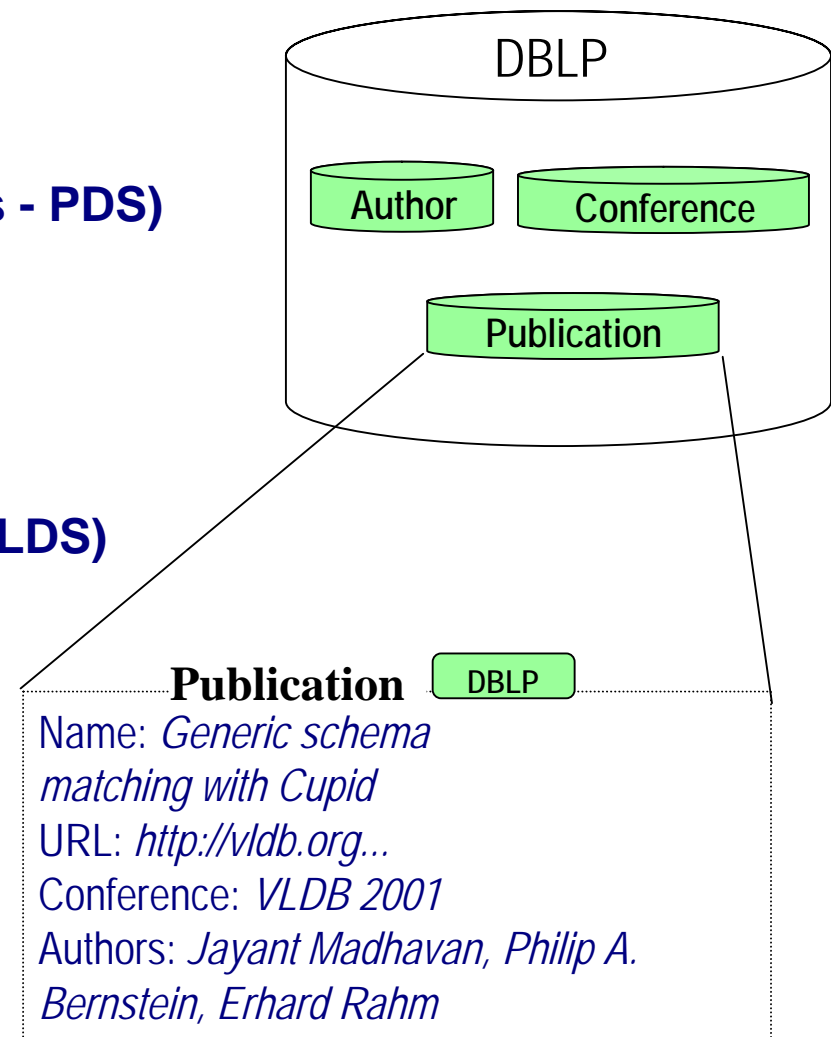 DBLP
s - PDS)
Author
Conference
Publication
LDS)
Publication
DBLP
Name: Generic schema
matching with Cupid
URL: http://vldb.org...
Conference: VLDB 2001
Authors: Jayant Madhavan, Philip A.
Bernstein, Erhard Rahm